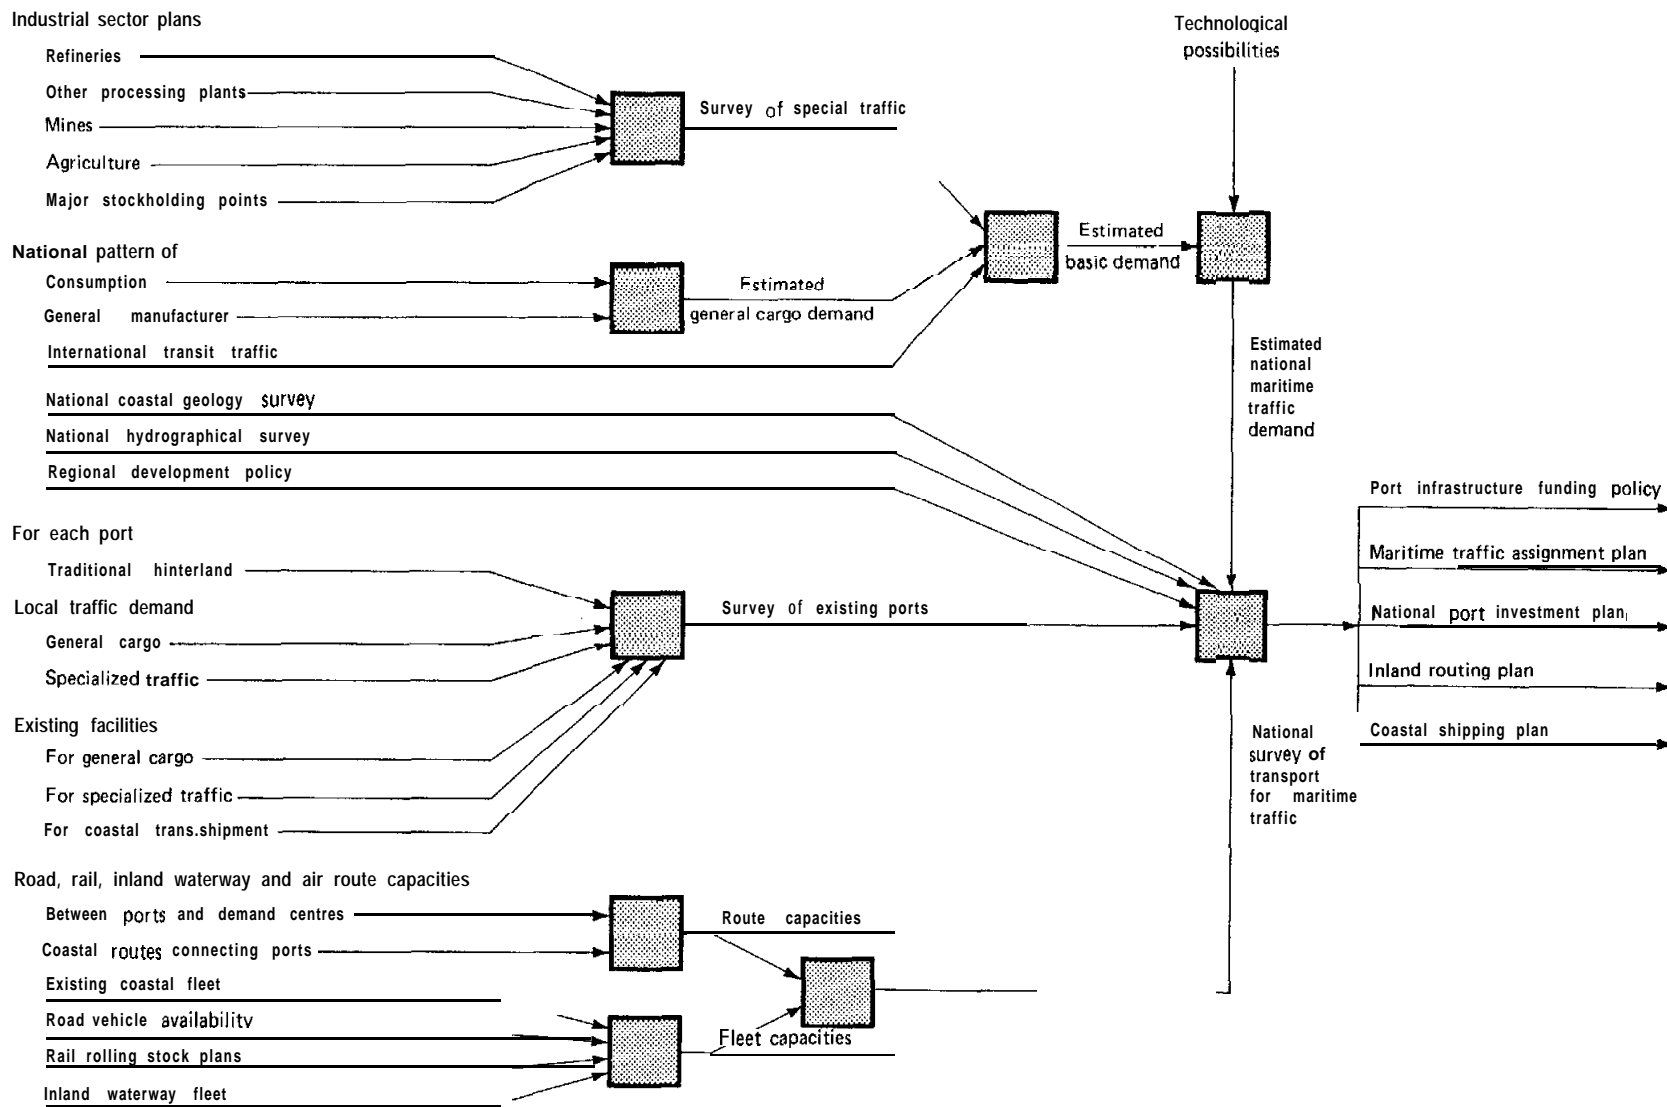 Industrial sector plans
Refineries
Other processing plants
Mines
Agriculture
Major stockholding points
Survey of special traffic
Technological
possibilities
National pattern of
Consumption
General manufacturer
International transit traffic
Estimated
general cargo demand
Estimated
basic demand
Estimated
national
maritime
traffic
demand
National coastal geology survey
National hydrographical survey
Regional development policy
For each port
Traditional hinterland
Local traffic demand
General cargo
Specialized traffic
Existing facilities
For general cargo
For specialized traffic
For coastal trans.shipment
Survey of existing ports
Port infrastructure funding policy
Maritime traffic assignment plan
National port investment plan
Inland routing plan
Coastal shipping plan
National
survey of
transport
for maritime
traffic
Road, rail, inland waterway and air route capacities
Between ports and demand centres
Coastal routes connecting ports
Existing coastal fleet
Road vehicle availability
Rail rolling stock plans
Inland waterway fleet
Route capacities
Fleet capacities